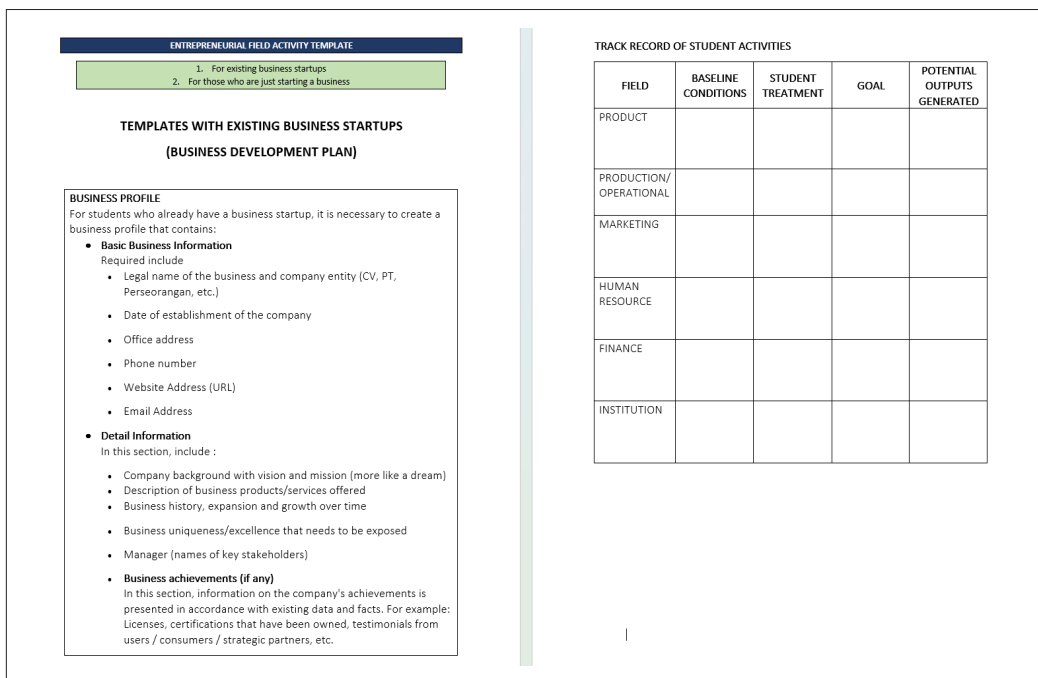 ENTREPRENEURIAL FIELD ACTIVITY TEMPLATE
1. For existing business startups
2. For those who are just starting a business
TEMPLATES WITH EXISTING BUSINESS STARTUPS
(BUSINESS DEVELOPMENT PLAN)
BUSINESS PROFILE
For students who already have a business startup, it is necessary to create a
business profile that contains:
• Basic Business Information
Required include
• Legal name of the business and company entity (CV, PT,
Perseorangan, etc.)
• Date of establishment of the company
• Office address
• Phone number
• Website Address (URL)
• Email Address
• Detail Information
In this section, include :
• Company background with vision and mission (more like a dream)
• Description of business products/services offered
• Business history, expansion and growth over time
• Business uniqueness/excellence that needs to be exposed
• Manager (names of key stakeholders)
• Business achievements (if any)
In this section, information on the company's achievements is
presented in accordance with existing data and facts. For example:
Licenses, certifications that have been owned, testimonials from
users / consumers / strategic partners, etc.
TRACK RECORD OF STUDENT ACTIVITIES
FIELD
BASELINE
CONDITIONS
STUDENT
TREATMENT
GOAL
POTENTIAL
OUTPUTS
GENERATED
PRODUCT
PRODUCTION/
OPERATIONAL
MARKETING
HUMAN
RESOURCE
FINANCE
INSTITUTION